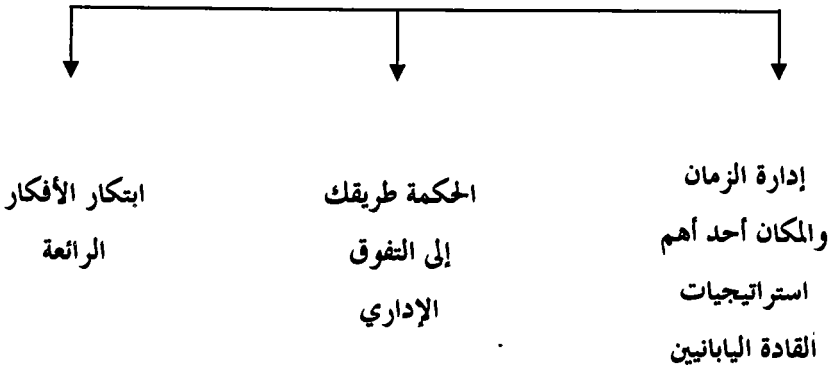 إدارة الزمان
والمكان أحد أهم
استراتيجيات
القادة اليابانيين
الحكمة طريقك
إلى التفوق
الإداري
ابتكار الأفكار
الرائعة